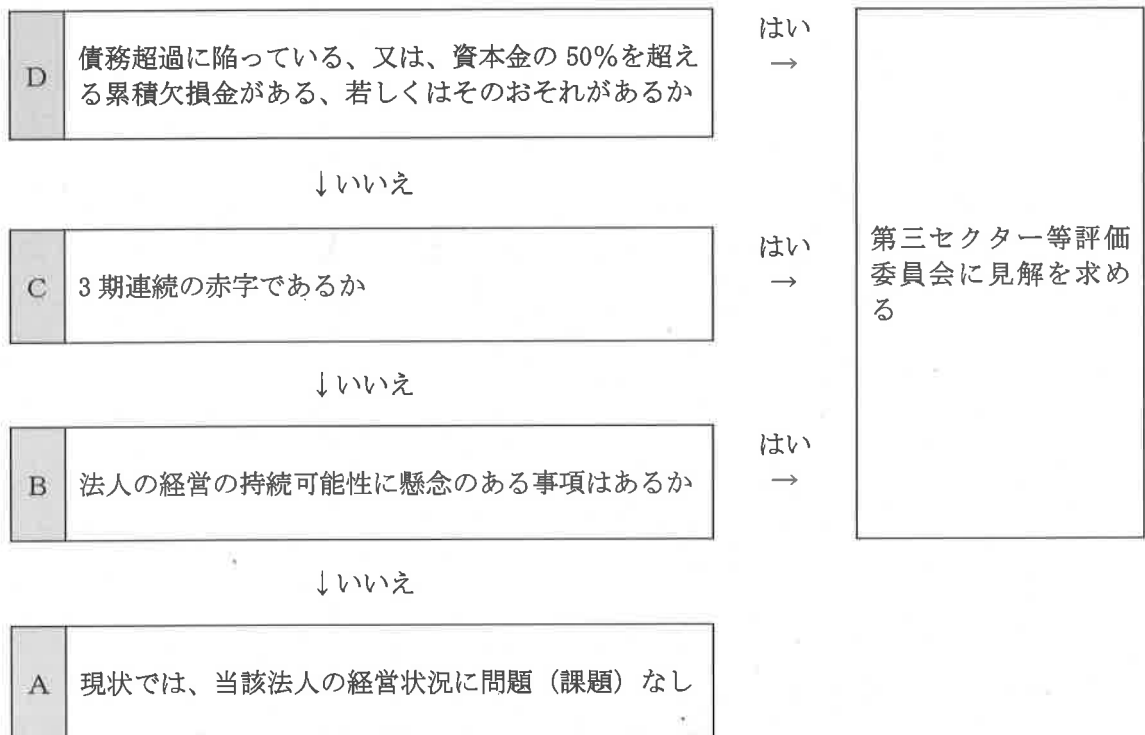 D
債務超過に陥っている、又は、資本金の50%を超え
る累積欠損金がある、若しくはそのおそれがあるか
はい
→
↓いいえ
C
3期連続の赤字であるか
はい
→
第三セクター等評価
委員会に見解を求め
る
↓いいえ
B
法人の経営の持続可能性に懸念のある事項はあるか
はい
→
↓いいえ
A
現状では、当該法人の経営状況に問題（課題）なし